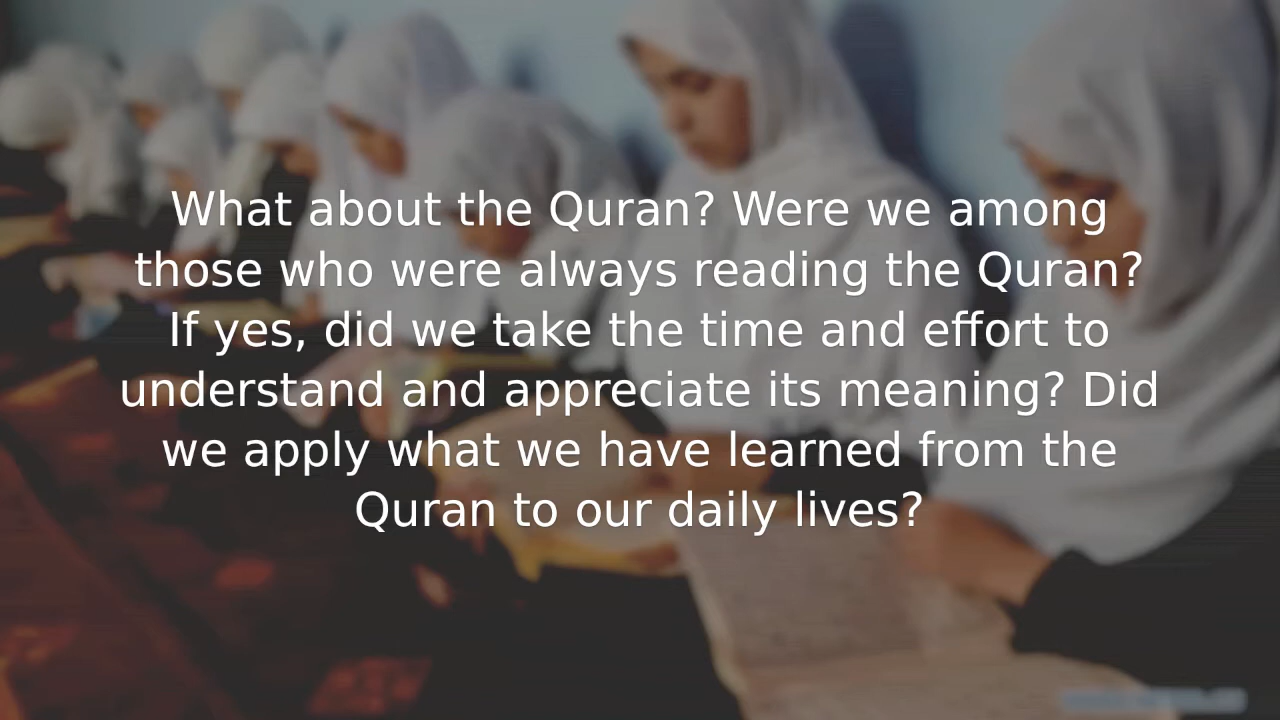 What about the Quran? Were we among
those who were always reading the Quran?
If yes, did we take the time and effort to
understand and appreciate its meaning? Did
we apply what we have learned from the
Quran to our daily lives?